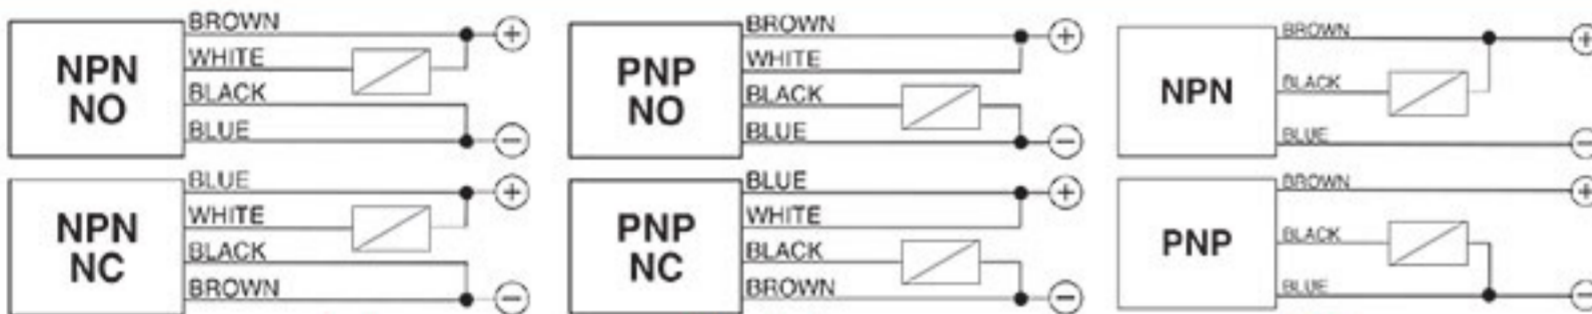 NPN
NO
BROWN
WHITE
BLACK
BLUE
+
−
PNP
NO
BROWN
WHITE
BLACK
BLUE
+
−
NPN
BROWN
BLACK
BLUE
+
−
NPN
NC
BLUE
WHITE
BLACK
BROWN
+
−
PNP
NC
BLUE
WHITE
BLACK
BROWN
+
−
PNP
BROWN
BLACK
BLUE
+
−